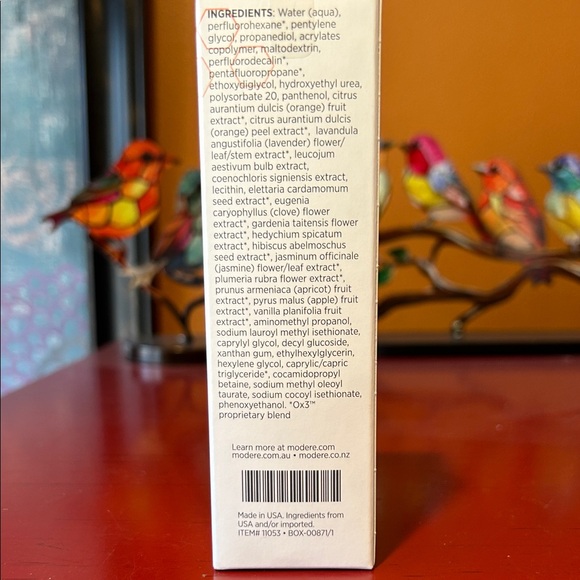 INGREDIENTS: Water (aqua),
perfluorohexane*, pentylene
glycol, propanediol, acrylates
copolymer, maltodextrin,
perfluorodecalin*,
pentafluoropropane*,
ethoxydiglycol, hydroxyethyl urea,
polysorbate 20, panthenol, citrus
aurantium dulcis (orange) fruit
extract*, citrus aurantium dulcis
(orange) peel extract*, lavandula
angustifolia (lavender) flower/
leaf/stem extract*, leucojum
aestivum bulb extract,
coenochloris signiensis extract,
lecithin, elettaria cardamomum
seed extract*, eugenia
caryophyllus (clove) flower
extract*, gardenia taitensis flower
extract*, hedychium spicatum
extract*, hibiscus abelmoschus
seed extract*, jasminum officinale
(jasmine) flower/leaf extract*,
plumeria rubra flower extract*,
prunus armeniaca (apricot) fruit
extract*, pyrus malus (apple) fruit
extract*, vanilla planifolia fruit
extract*, aminomethyl propanol,
sodium lauroyl methyl isethionate,
caprylyl glycol, decyl glucoside,
xanthan gum, ethylhexylglycerin,
hexylene glycol, caprylic/capric
triglyceride*, cocamidopropyl
betaine, sodium methyl oleoyl
taurate, sodium cocoyl isethionate,
phenoxyethanol. *Ox3™
proprietary blend
Learn more at modere.com
modere.com.au • modere.co.nz
Made in USA. Ingredients from
USA and/or imported.
ITEM# 11053 • BOX-00871/1